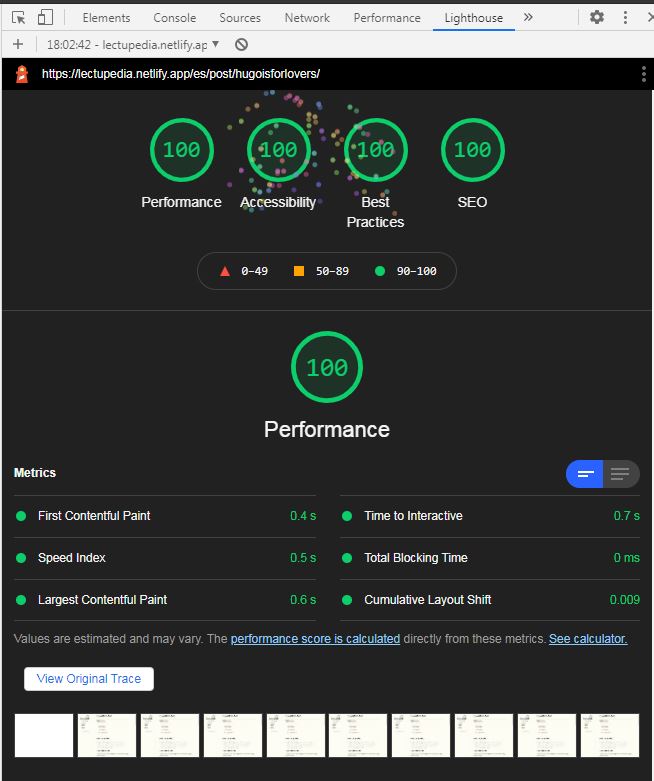 Elements Console Sources Network Performance Lighthouse
18:02:42 - lectupedia.netlify.ap
https://lectupedia.netlify.app/es/post/hugoisforlovers/
100 100 100 100
Performance Accessibility Best Practices SEO
0–49 50–89 90–100
100
Performance
Metrics
First Contentful Paint 0.4 s Time to Interactive 0.7 s
Speed Index 0.5 s Total Blocking Time 0 ms
Largest Contentful Paint 0.6 s Cumulative Layout Shift 0.009
Values are estimated and may vary. The performance score is calculated directly from these metrics. See calculator.
View Original Trace